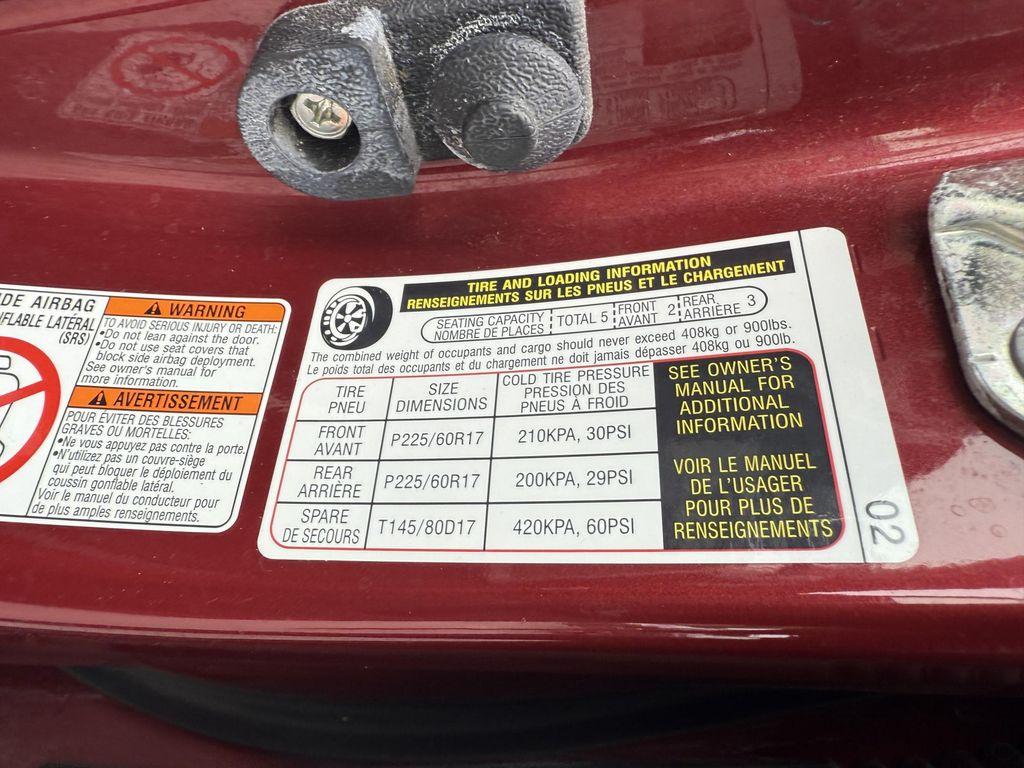 DE AIRBAG
FLABLE LATÉRAL
(SRS)
WARNING
TO AVOID SERIOUS INJURY OR DEATH:
•Do not lean against the door.
•Do not use seat covers that
block side airbag deployment.
See owner's manual for
more information.
AVERTISSEMENT
POUR ÉVITER DES BLESSURES
GRAVES OU MORTELLES:
•Ne vous appuyez pas contre la porte.
•N'utilizez pas un couvre-siège
qui peut bloquer le déploiement du
coussin gonflable latéral.
Voir le manuel du conducteur pour
de plus amples renseignements.
TIRE AND LOADING INFORMATION
RENSEIGNEMENTS SUR LES PNEUS ET LE CHARGEMENT
SEATING CAPACITY
NOMBRE DE PLACES
TOTAL 5
FRONT
AVANT 2
REAR
ARRIÈRE 3
The combined weight of occupants and cargo should never exceed 408kg or 900lbs.
Le poids total des occupants et du chargement ne doit jamais dépasser 408kg ou 900lb.
TIRE
PNEU
SIZE
DIMENSIONS
COLD TIRE PRESSURE
PRESSION DES
PNEUS À FROID
FRONT
AVANT
P225/60R17
210KPA, 30PSI
REAR
ARRIÈRE
P225/60R17
200KPA, 29PSI
SPARE
DE SECOURS
T145/80D17
420KPA, 60PSI
SEE OWNER'S
MANUAL FOR
ADDITIONAL
INFORMATION
VOIR LE MANUEL
DE L'USAGER
POUR PLUS DE
RENSEIGNEMENTS
02